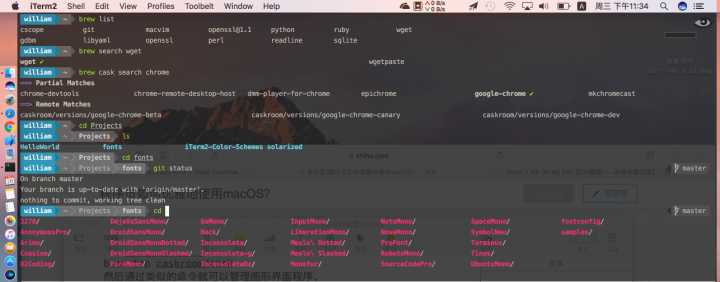 iTerm2 Shell Edit View Profiles Toolbelt Window Help 0 B/s 0 B/s 周三 下午11:34
william ~ brew list
cscope git macvim openssl@1.1 python ruby wget
gdbm libyaml openssl perl readline sqlite
william ~ brew search wget
wget ✔ wgetpaste
william ~ brew cask search chrome
==> Partial Matches
chrome-devtools chrome-remote-desktop-host dmm-player-for-chrome epichrome google-chrome ✔ mkchromecast
==> Remote Matches
caskroom/versions/google-chrome-beta caskroom/versions/google-chrome-canary caskroom/versions/google-chrome-dev
william ~ cd Projects
william ~ Projects ls
HelloWorld fonts iTerm2-Color-Schemes solarized
william ~ Projects cd fonts
william ~ Projects fonts git status master
On branch master
Your branch is up-to-date with 'origin/master'.
nothing to commit, working tree clean
使用macOS?
william ~ Projects fonts cd master
3270/ DejaVuSansMono/ GoMono/ InputMono/ NotoMono/ SpaceMono/ fontconfig/
AnonymousPro/ DroidSansMono/ Hack/ LiberationMono/ NovaMono/ SymbolNeu/ samples/
Arimo/ DroidSansMonoDotted/ Inconsolata/ Meslo\ Dotted/ ProFont/ Terminus/
Cousine/ DroidSansMonoSlashed/ Inconsolata-g/ Meslo\ Slashed/ RobotoMono/ Tinos/
D2Coding/ FiraMono/ InconsolataDz/ Monofur/ SourceCodePro/ UbuntuMono/
然后通过类似的命令就可以管理图形界面程序。